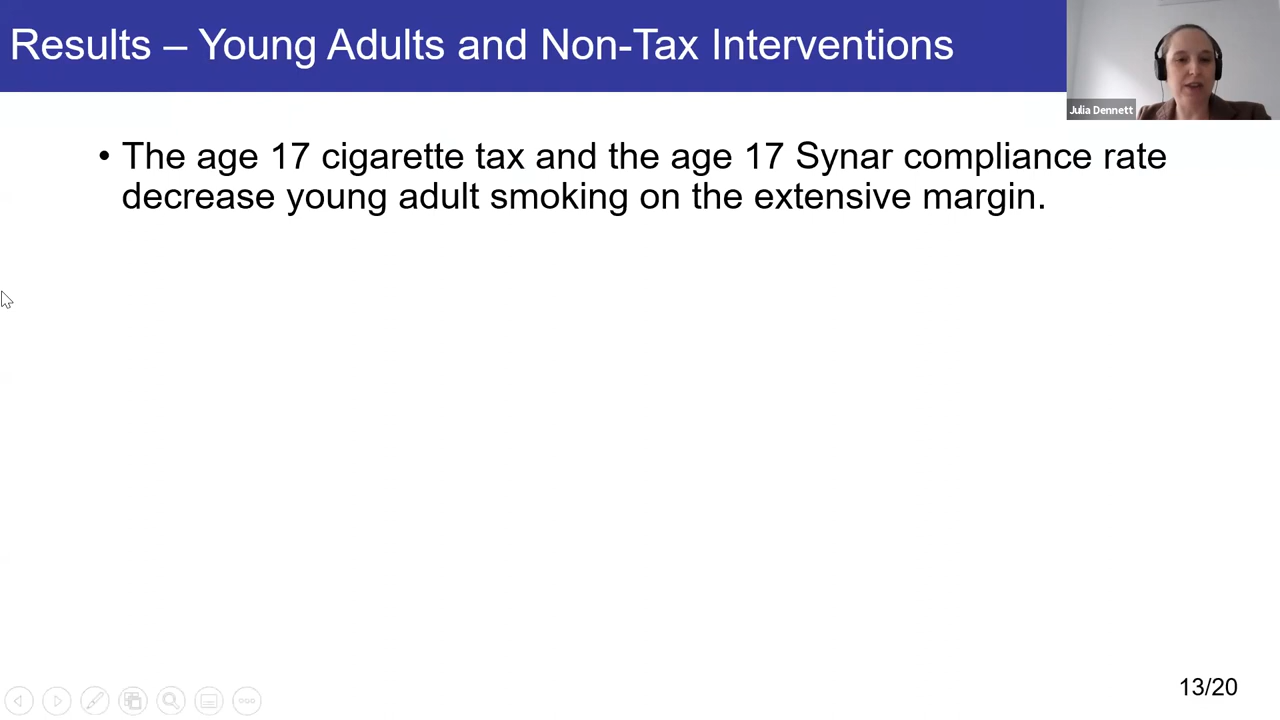 Results – Young Adults and Non-Tax Interventions
Julia Dennett
• The age 17 cigarette tax and the age 17 Synar compliance rate
decrease young adult smoking on the extensive margin.
13/20